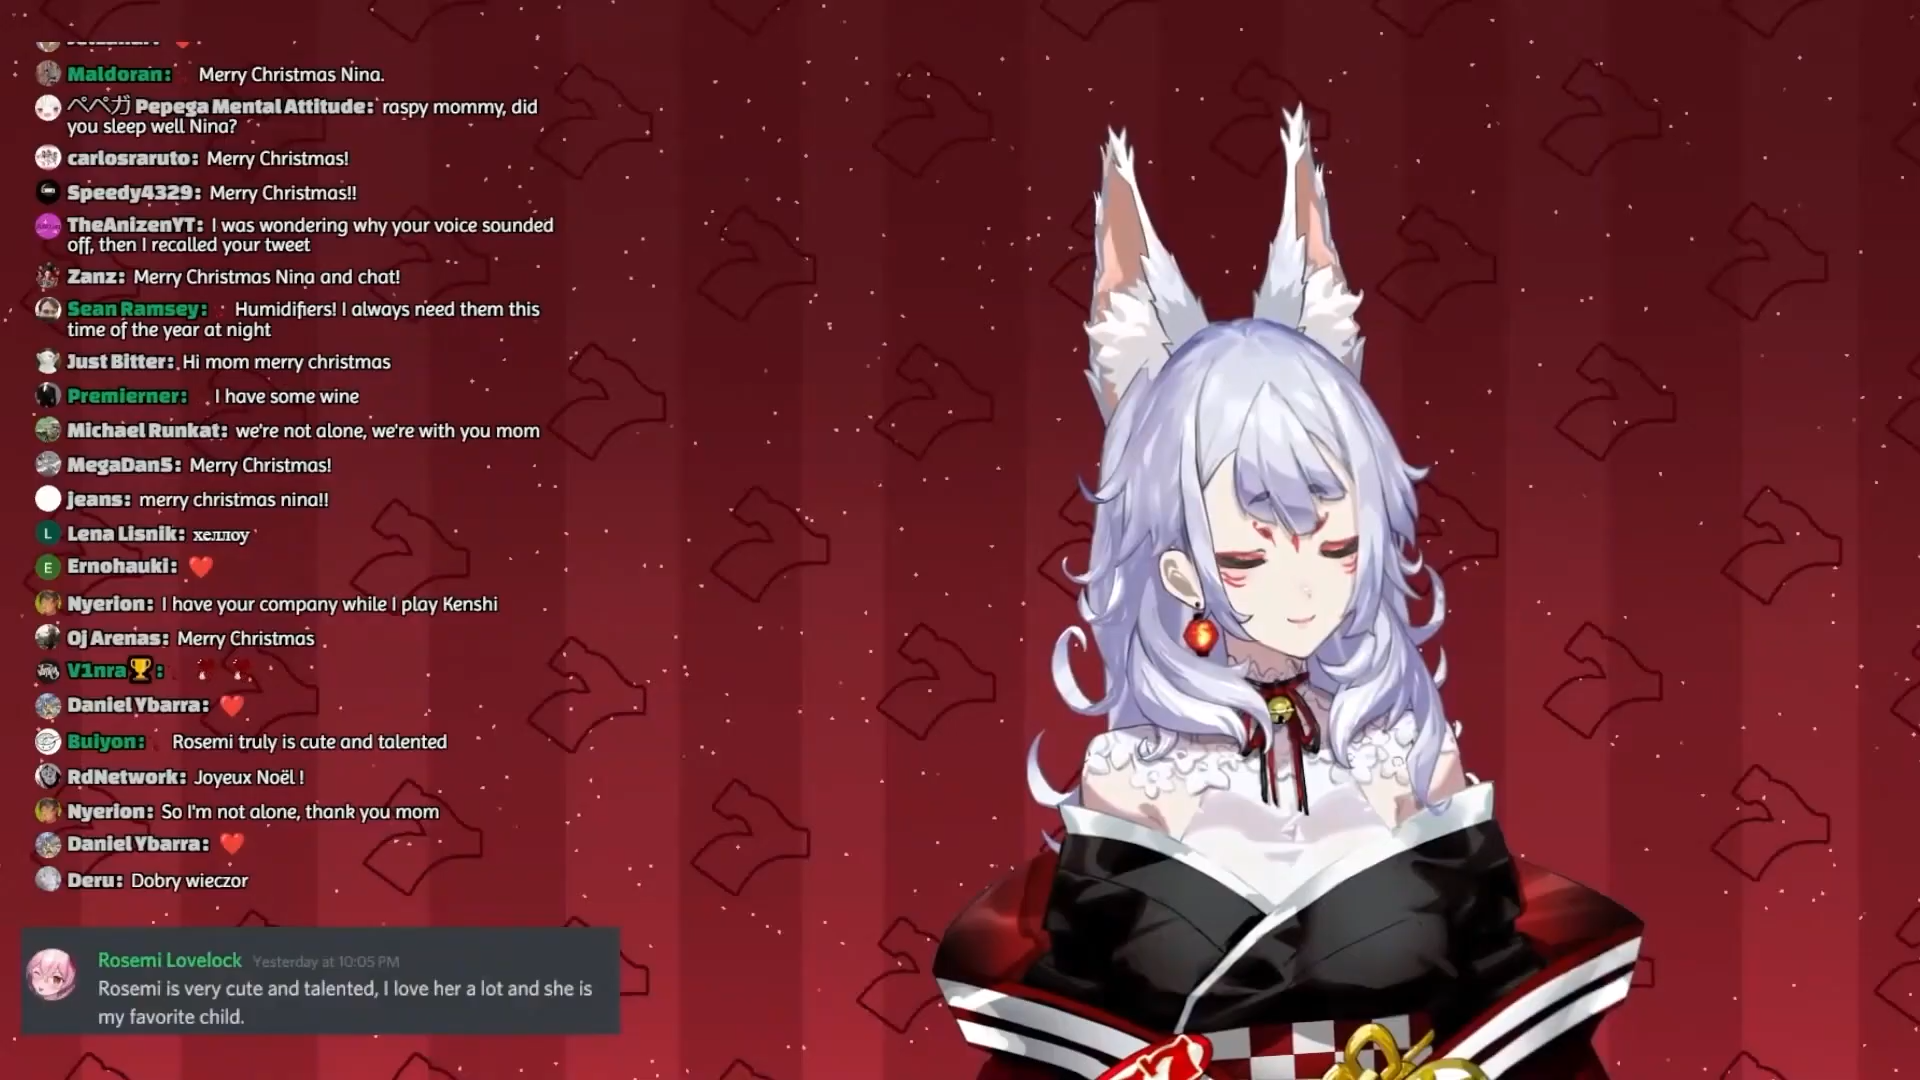 Maldoran: Merry Christmas Nina.
ペペガ Pepega Mental Attitude: raspy mommy, did
you sleep well Nina?
carlosraruto: Merry Christmas!
Speedy4329: Merry Christmas!!
TheAnizenYT: I was wondering why your voice sounded
off, then I recalled your tweet
Zanz: Merry Christmas Nina and chat!
Sean Ramsey: Humidifiers! I always need them this
time of the year at night
Just Bitter: Hi mom merry christmas
Premierner: I have some wine
Michael Runkat: we're not alone, we're with you mom
MegaDan5: Merry Christmas!
jeans: merry christmas nina!!
L Lena Lisnik: хеллоу
E Ernohauki: ❤️
Nyerion: I have your company while I play Kenshi
Oj Arenas: Merry Christmas
V1nra🏆:
Daniel Ybarra: ❤️
Buiyon: Rosemi truly is cute and talented
RdNetwork: Joyeux Noël !
Nyerion: So I'm not alone, thank you mom
Daniel Ybarra: ❤️
Deru: Dobry wieczor
Rosemi Lovelock Yesterday at 10:05 PM
Rosemi is very cute and talented, I love her a lot and she is
my favorite child.